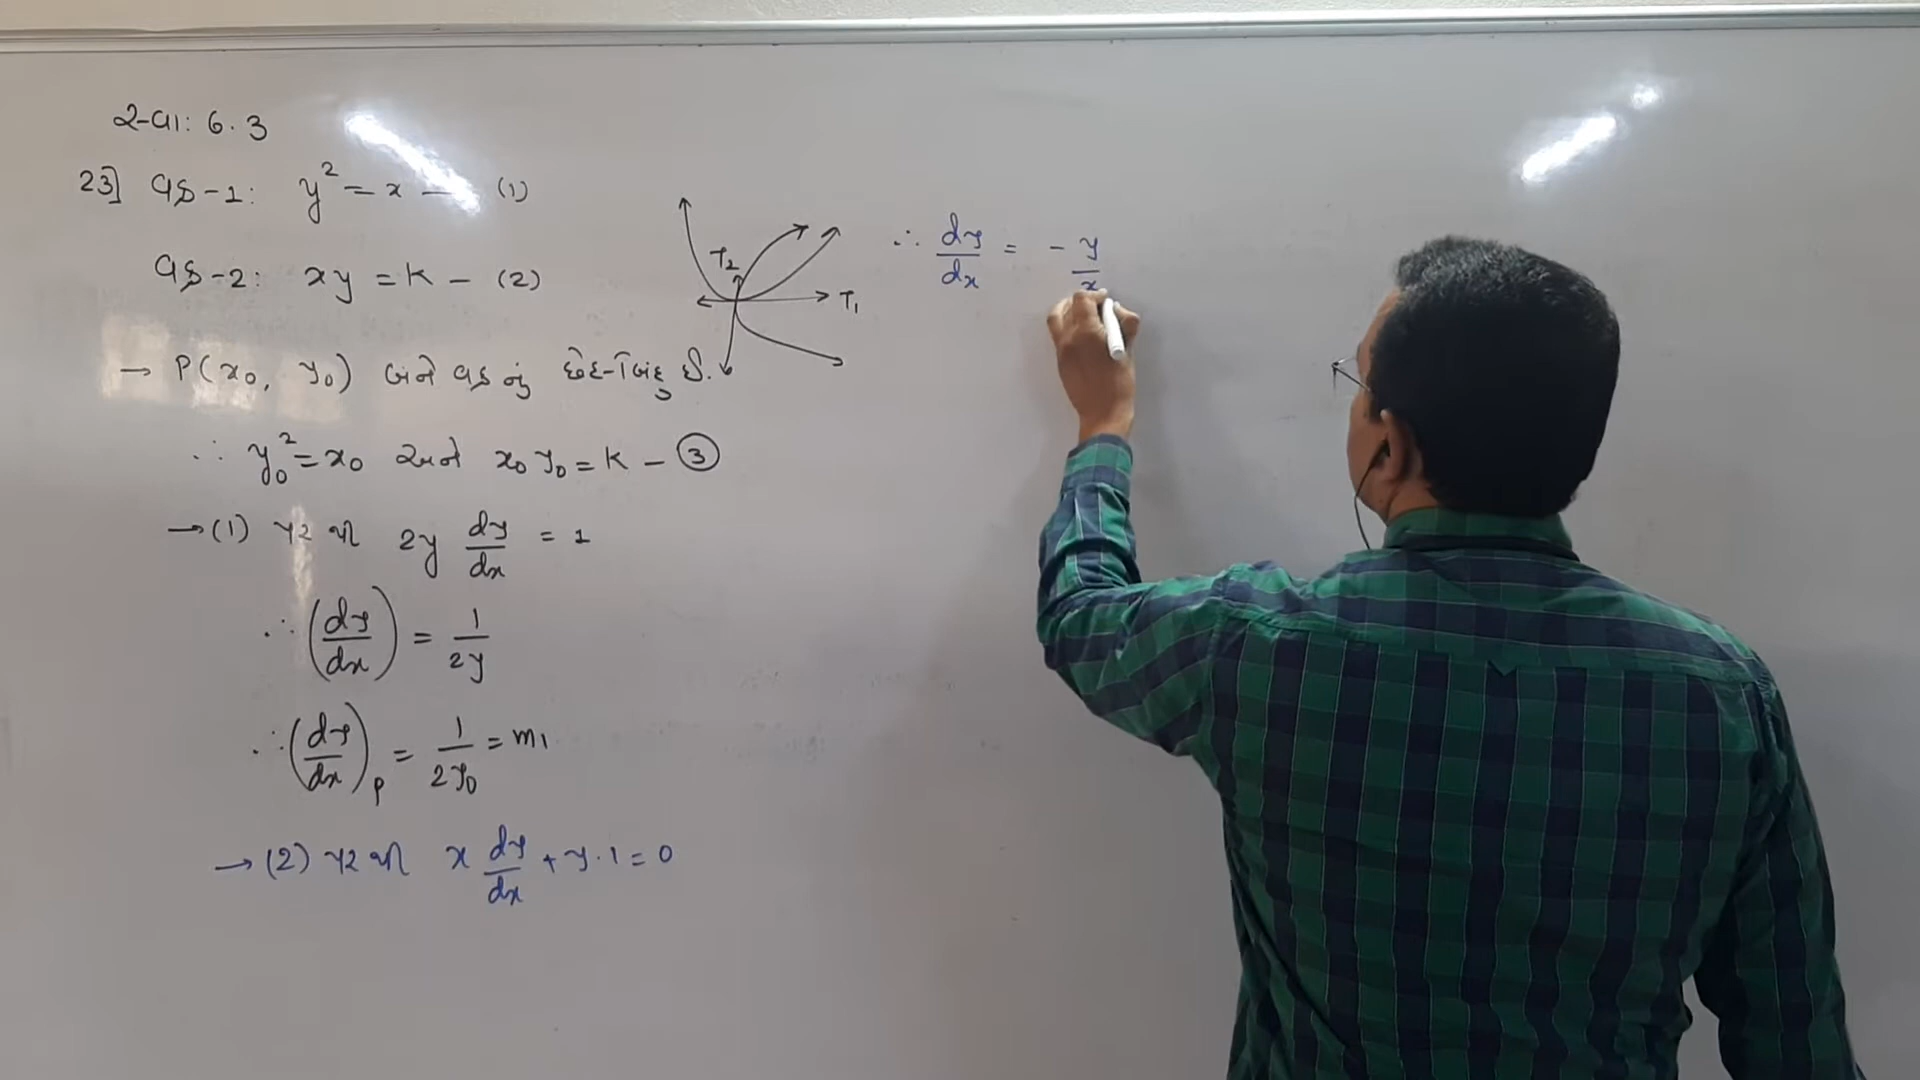 સ્વા: 6.3
23] વક્ર-1: y² = x — (1)
વક્ર-2: xy = k — (2)
T₂
T₁
→ P(x₀, y₀) બંને વક્ર નું છેદબિંદુ છે.
∴ y₀² = x₀ અને x₀y₀ = k — ③
→ (1) પરથી 2y dy/dx = 1
∴ (dy/dx) = 1/2y
∴ (dy/dx)ₚ = 1/2y₀ = m₁
→ (2) પરથી x dy/dx + y·1 = 0
∴ dy/dx = -y/x